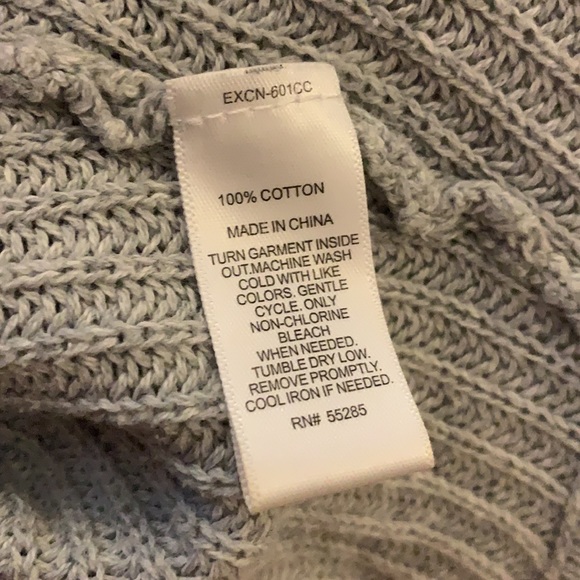 EXCN-601CC
100% COTTON
MADE IN CHINA
TURN GARMENT INSIDE
OUT.MACHINE WASH
COLD WITH LIKE
COLORS, GENTLE
CYCLE. ONLY
NON-CHLORINE
BLEACH
WHEN NEEDED.
TUMBLE DRY LOW.
REMOVE PROMPTLY.
COOL IRON IF NEEDED.
RN# 55285